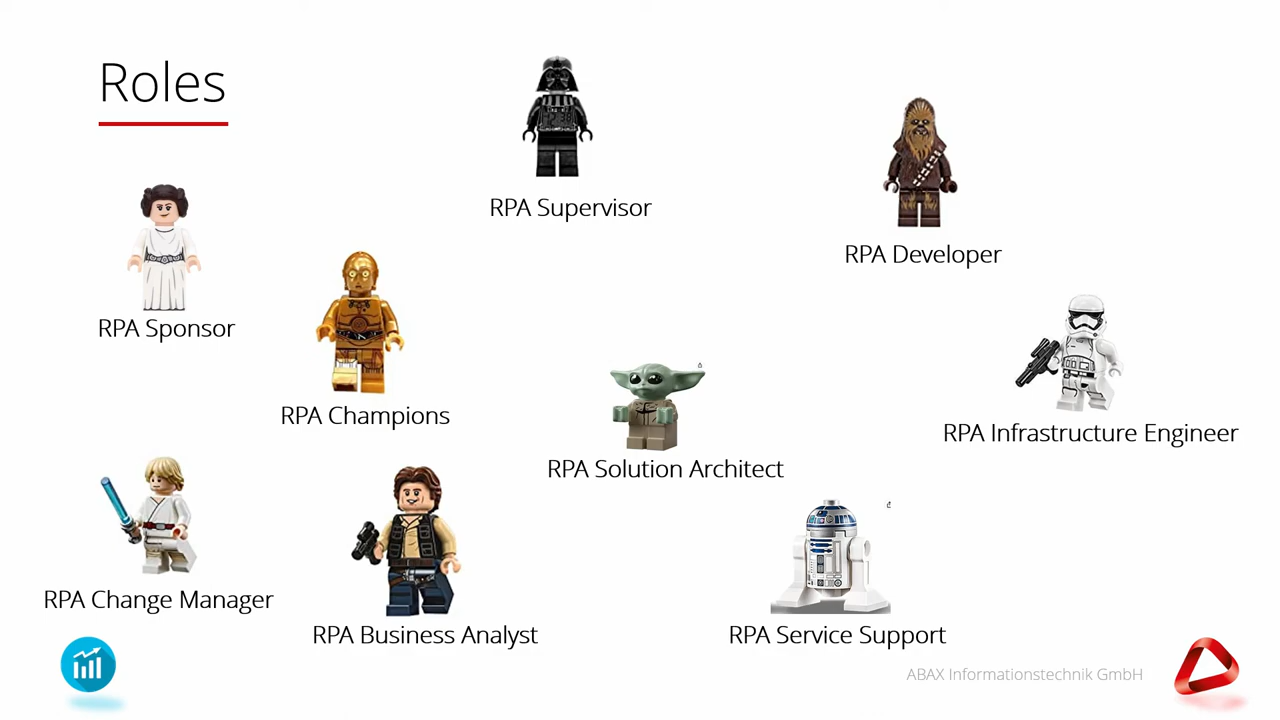 Roles
RPA Supervisor
RPA Developer
RPA Sponsor
RPA Champions
RPA Infrastructure Engineer
RPA Solution Architect
RPA Change Manager
RPA Business Analyst
RPA Service Support
ABAX Informationstechnik GmbH